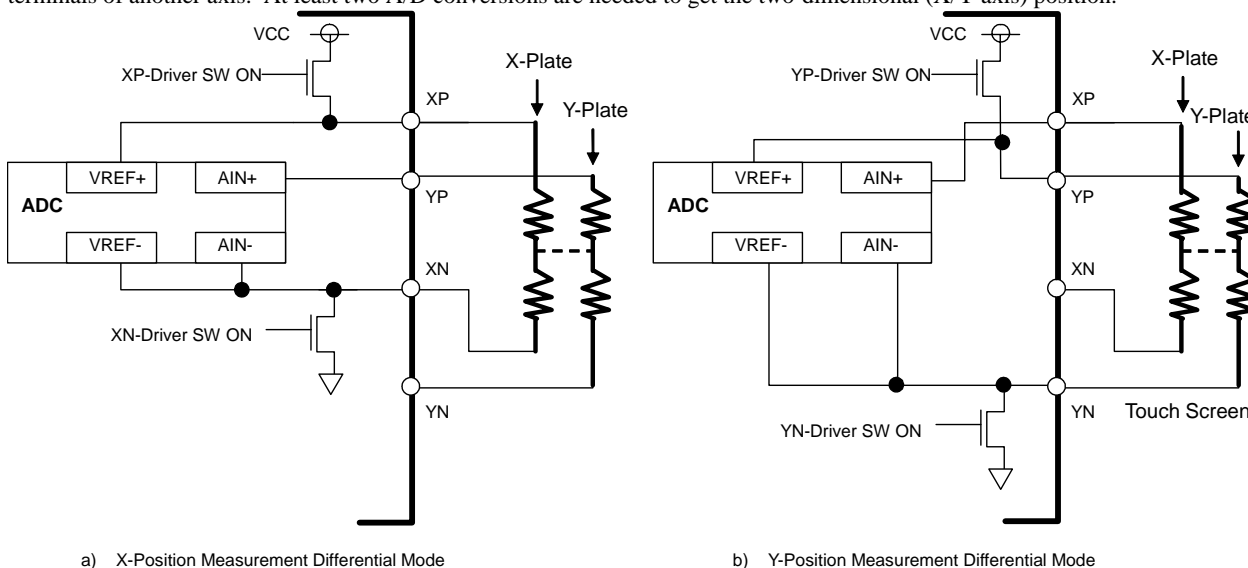 terminals of another axis. At least two A/D conversions are needed to get the two-dimensional (X/Y axis) position.
VCC
XP-Driver SW ON
X-Plate
XP
Y-Plate
VREF+
AIN+
ADC
YP
VREF-
AIN-
XN
XN-Driver SW ON
YN
a) X-Position Measurement Differential Mode
VCC
YP-Driver SW ON
X-Plate
XP
Y-Plate
VREF+
AIN+
ADC
YP
VREF-
AIN-
XN
YN-Driver SW ON
YN
Touch Screen
b) Y-Position Measurement Differential Mode